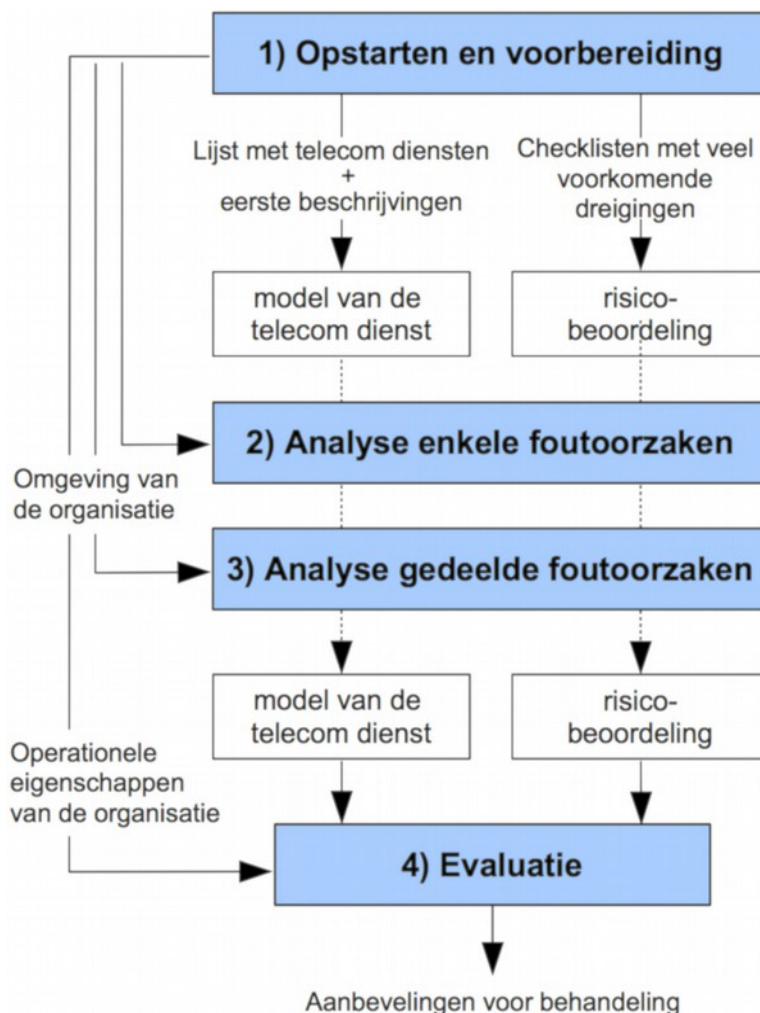 1) Opstarten en voorbereiding
Lijst met telecom diensten
+
eerste beschrijvingen
Checklisten met veel
voorkomende
dreigingen
model van de
telecom dienst
risico-
beoordeling
2) Analyse enkele foutoorzaken
Omgeving van
de organisatie
3) Analyse gedeelde foutoorzaken
model van de
telecom dienst
risico-
beoordeling
Operationele
eigenschappen
van de organisatie
4) Evaluatie
Aanbevelingen voor behandeling